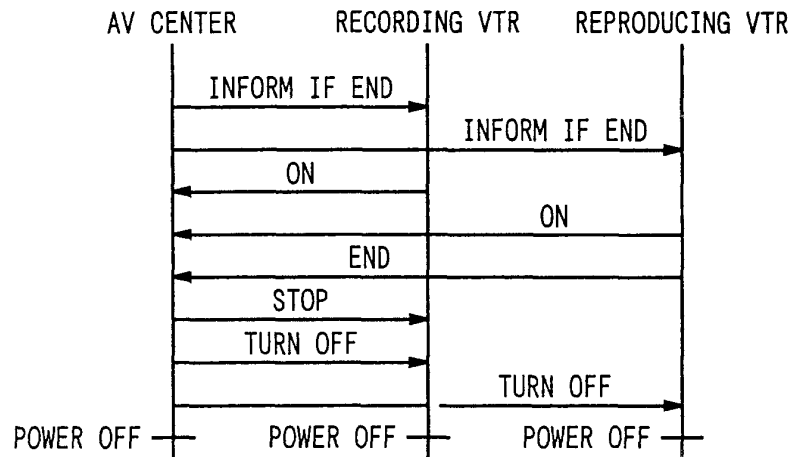 AV CENTER RECORDING VTR REPRODUCING VTR
INFORM IF END
INFORM IF END
ON
ON
END
STOP
TURN OFF
TURN OFF
POWER OFF POWER OFF POWER OFF